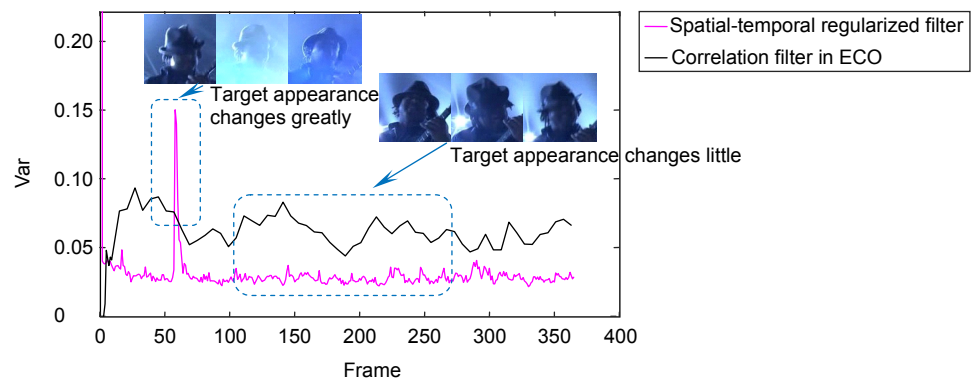 Spatial-temporal regularized filter
Correlation filter in ECO
0.20
0.15
0.10
0.05
0
Var
Target appearance
changes greatly
Target appearance changes little
0
50
100
150
200
250
300
350
400
Frame